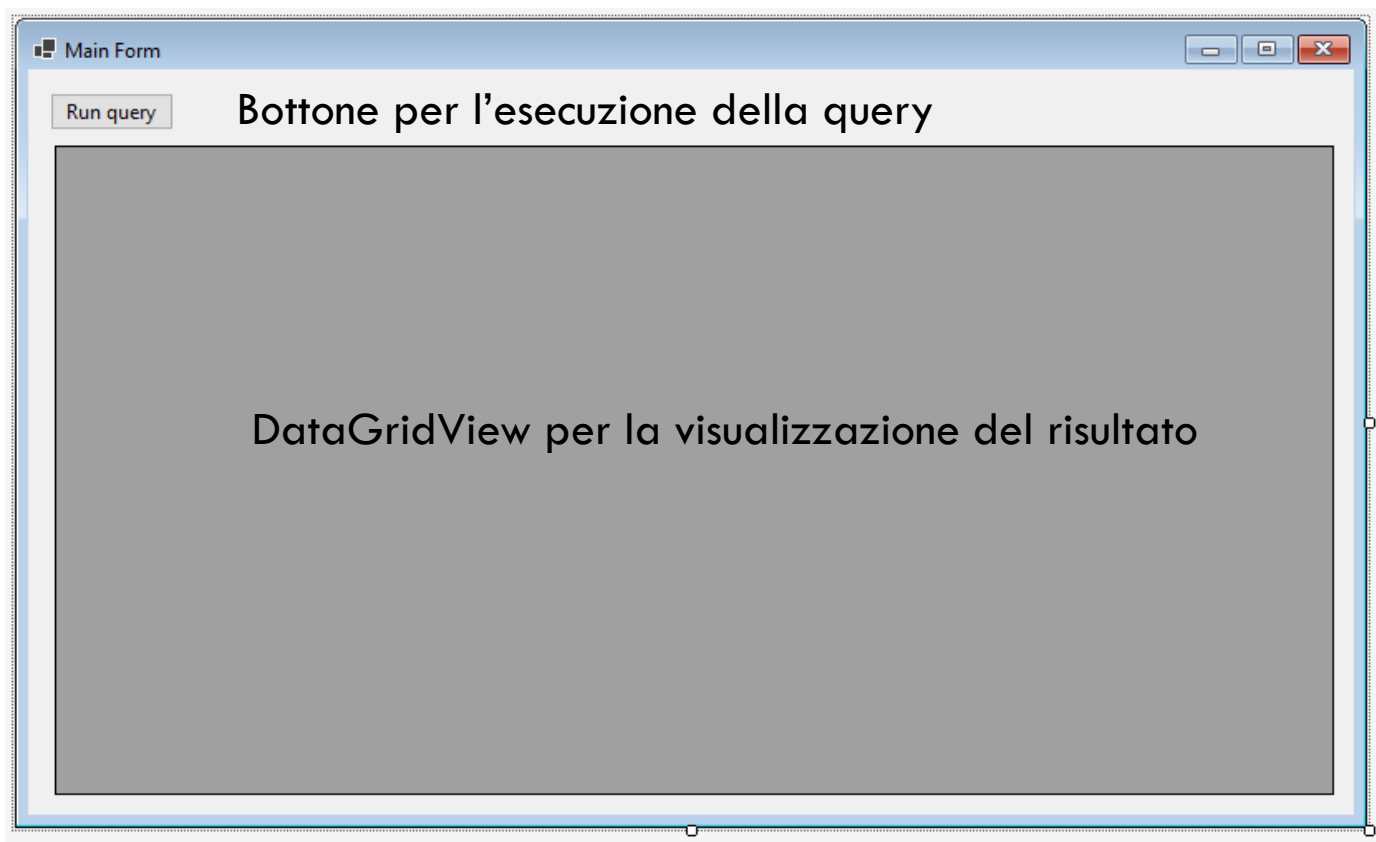 Main Form
Run query
Bottone per l’esecuzione della query
DataGridView per la visualizzazione del risultato